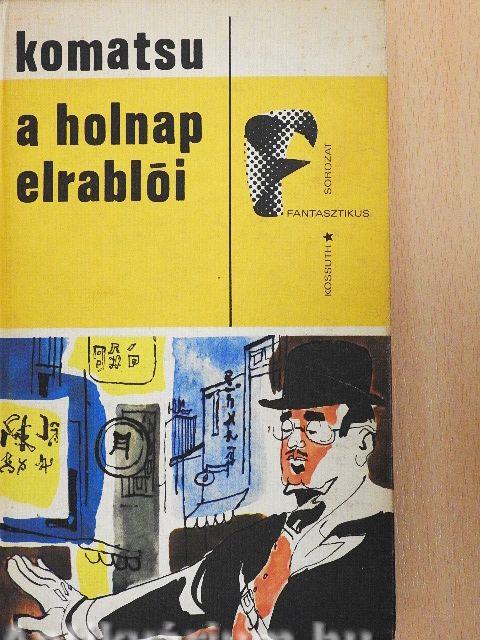 komatsu
a holnap
elrablói
SOROZAT
FANTASZTIKUS
KOSSUTH